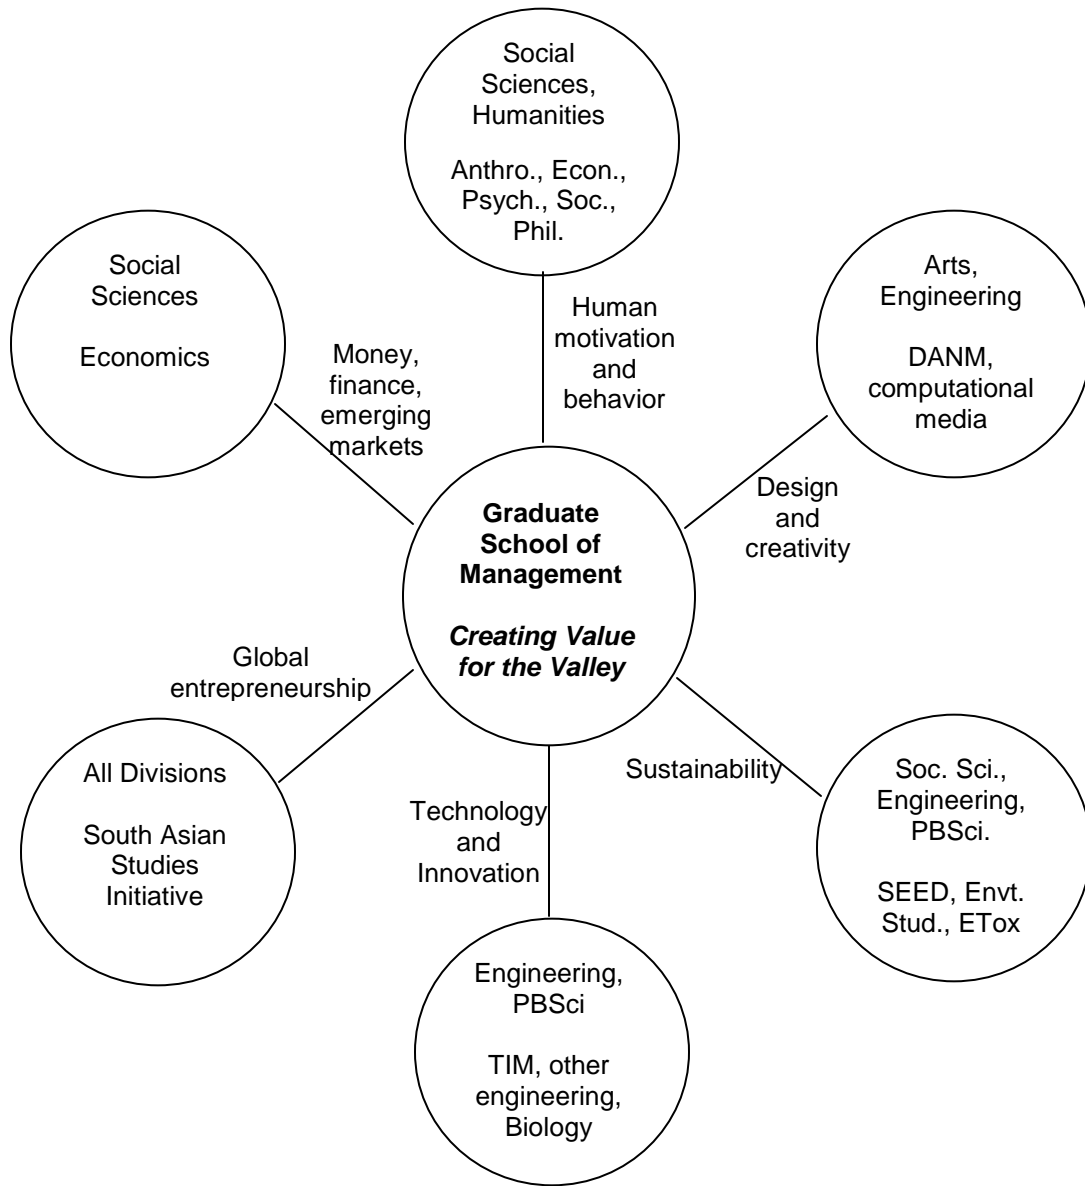 Social
Sciences,
Humanities
Anthro., Econ.,
Psych., Soc.,
Phil.
Social
Sciences
Economics
Arts,
Engineering
DANM,
computational
media
Human
motivation
and
behavior
Money,
finance,
emerging
markets
Design
and
creativity
Graduate
School of
Management
Creating Value
for the Valley
Global
entrepreneurship
Sustainability
Technology
and
Innovation
All Divisions
South Asian
Studies
Initiative
Soc. Sci.,
Engineering,
PBSci.
SEED, Envt.
Stud., ETox
Engineering,
PBSci
TIM, other
engineering,
Biology